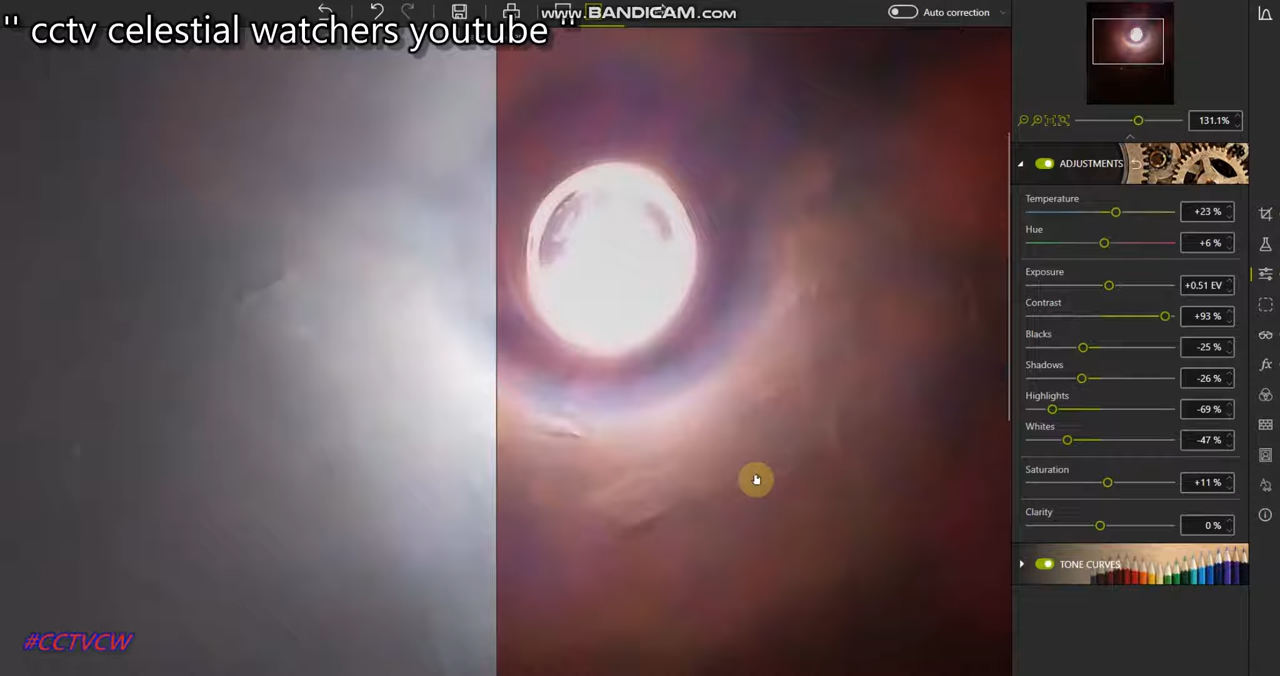 www.BANDICAM.com
Auto correction
" cctv celestial watchers youtube "
131.1%
ADJUSTMENTS
Temperature
+23 %
Hue
+6 %
Exposure
+0.51 EV
Contrast
+93 %
Blacks
-25 %
Shadows
-26 %
Highlights
-69 %
Whites
-47 %
Saturation
+11 %
Clarity
0 %
TONE CURVES
#CCTVCW